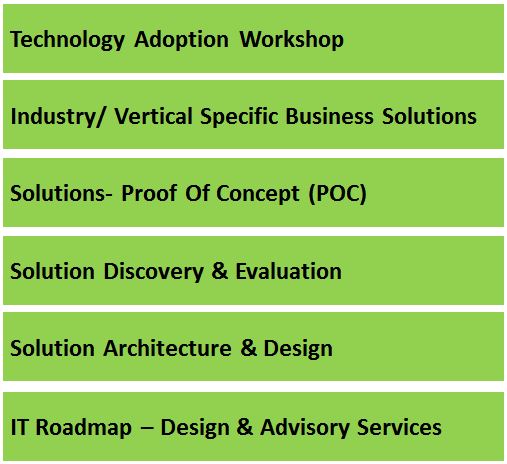 Technology Adoption Workshop
Industry/ Vertical Specific Business Solutions
Solutions- Proof Of Concept (POC)
Solution Discovery & Evaluation
Solution Architecture & Design
IT Roadmap – Design & Advisory Services